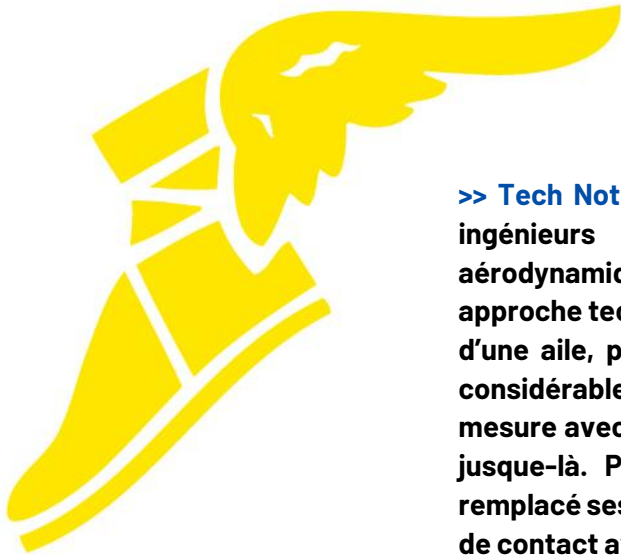 >> Tech Not
ingénieurs
aérodynamic
approche tec
d’une aile, p
considérable
mesure avec
jusque-là. P
remplacé ses
de contact a